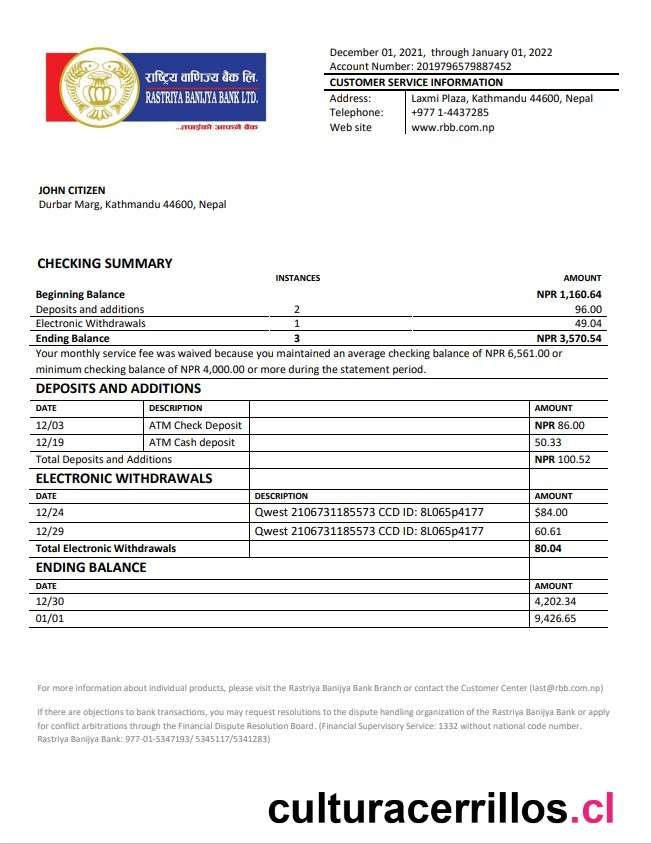 राष्ट्रिय वाणिज्य बैंक लि.
RASTRIYA BANIJYA BANK LTD.
...तपाईंको आफ्नै बैंक
December 01, 2021, through January 01, 2022
Account Number: 2019796579887452
CUSTOMER SERVICE INFORMATION
Address: Laxmi Plaza, Kathmandu 44600, Nepal
Telephone: +977 1-4437285
Web site www.rbb.com.np
JOHN CITIZEN
Durbar Marg, Kathmandu 44600, Nepal
CHECKING SUMMARY
INSTANCES AMOUNT
Beginning Balance NPR 1,160.64
Deposits and additions 2 96.00
Electronic Withdrawals 1 49.04
Ending Balance 3 NPR 3,570.54
Your monthly service fee was waived because you maintained an average checking balance of NPR 6,561.00 or
minimum checking balance of NPR 4,000.00 or more during the statement period.
DEPOSITS AND ADDITIONS
DATE DESCRIPTION AMOUNT
12/03 ATM Check Deposit NPR 86.00
12/19 ATM Cash deposit 50.33
Total Deposits and Additions NPR 100.52
ELECTRONIC WITHDRAWALS
DATE DESCRIPTION AMOUNT
12/24 Qwest 2106731185573 CCD ID: 8L065p4177 $84.00
12/29 Qwest 2106731185573 CCD ID: 8L065p4177 60.61
Total Electronic Withdrawals 80.04
ENDING BALANCE
DATE AMOUNT
12/30 4,202.34
01/01 9,426.65
For more information about individual products, please visit the Rastriya Banijya Bank Branch or contact the Customer Center (last@rbb.com.np)
If there are objections to bank transactions, you may request resolutions to the dispute handling organization of the Rastriya Banijya Bank or apply
for conflict arbitrations through the Financial Dispute Resolution Board. (Financial Supervisory Service: 1332 without national code number.
Rastriya Banijya Bank: 977-01-5347193/ 5345117/5341283)
culturacerrillos.cl